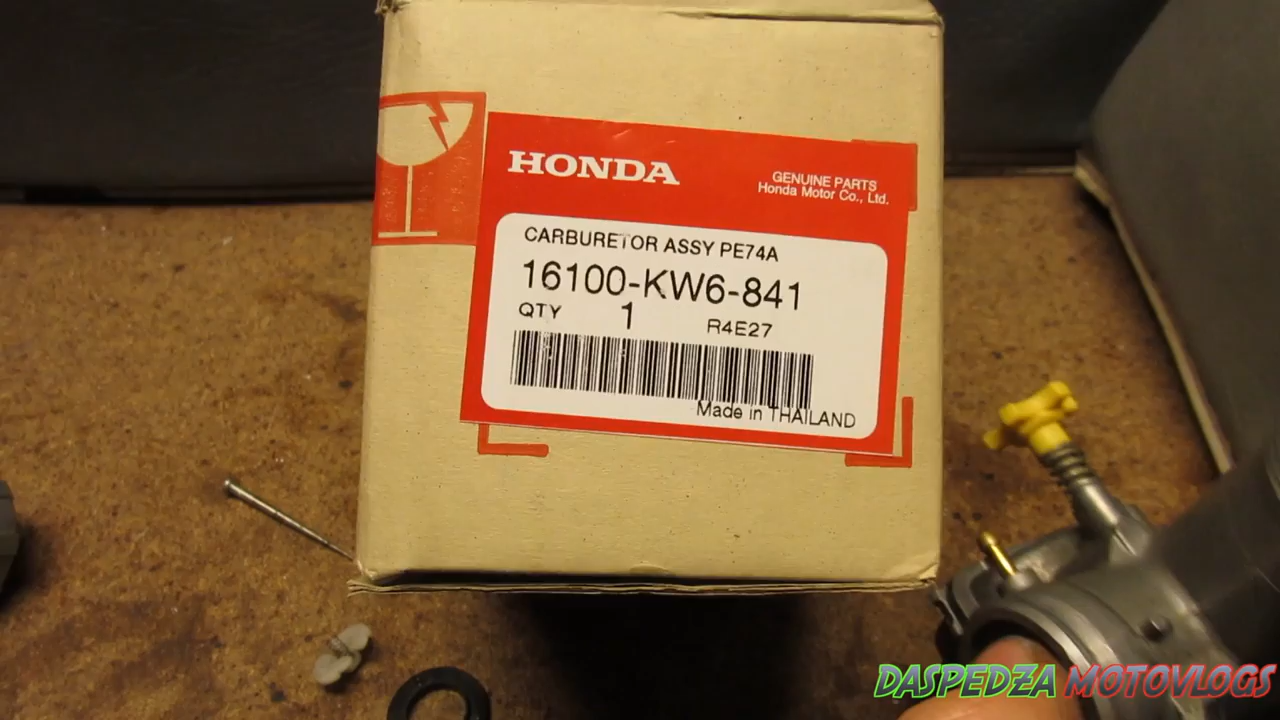 HONDA
GENUINE PARTS
Honda Motor Co., Ltd.
CARBURETOR ASSY PE74A
16100-KW6-841
QTY 1 R4E27
Made in THAILAND
DASPEDZA MOTOVLOGS